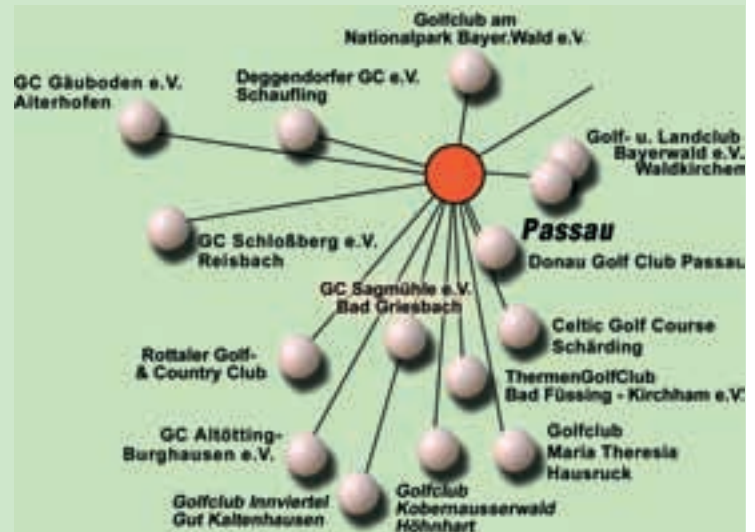 Golfclub am
Nationalpark Bayer.Wald e.V.
GC Gäuboden e.V.
Aiterhofen
Deggendorfer GC e.V.
Schaufling
Golf- u. Landclub
Bayerwald e.V.
Waldkirchem
Passau
Donau Golf Club Passau
GC Schloßberg e.V.
Reisbach
GC Sagmühle e.V.
Bad Griesbach
Celtic Golf Course
Schärding
Rottaler Golf-
& Country Club
ThermenGolfClub
Bad Füssing - Kirchham e.V.
GC Altötting-
Burghausen e.V.
Golfclub
Maria Theresia
Hausruck
Golfclub Innviertel
Gut Kaltenhausen
Golfclub
Kobernausserwald
Höhnhart